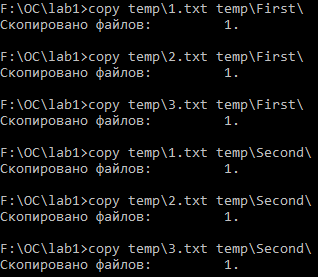 F:\OC\lab1>copy temp\1.txt temp\First\
Скопировано файлов:         1.
F:\OC\lab1>copy temp\2.txt temp\First\
Скопировано файлов:         1.
F:\OC\lab1>copy temp\3.txt temp\First\
Скопировано файлов:         1.
F:\OC\lab1>copy temp\1.txt temp\Second\
Скопировано файлов:         1.
F:\OC\lab1>copy temp\2.txt temp\Second\
Скопировано файлов:         1.
F:\OC\lab1>copy temp\3.txt temp\Second\
Скопировано файлов:         1.